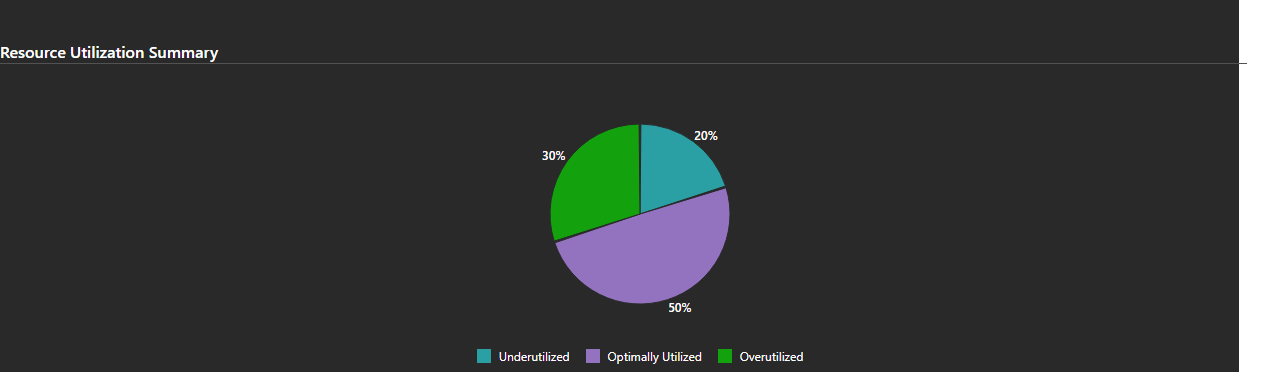 Resource Utilization Summary
20%
30%
50%
Underutilized
Optimally Utilized
Overutilized